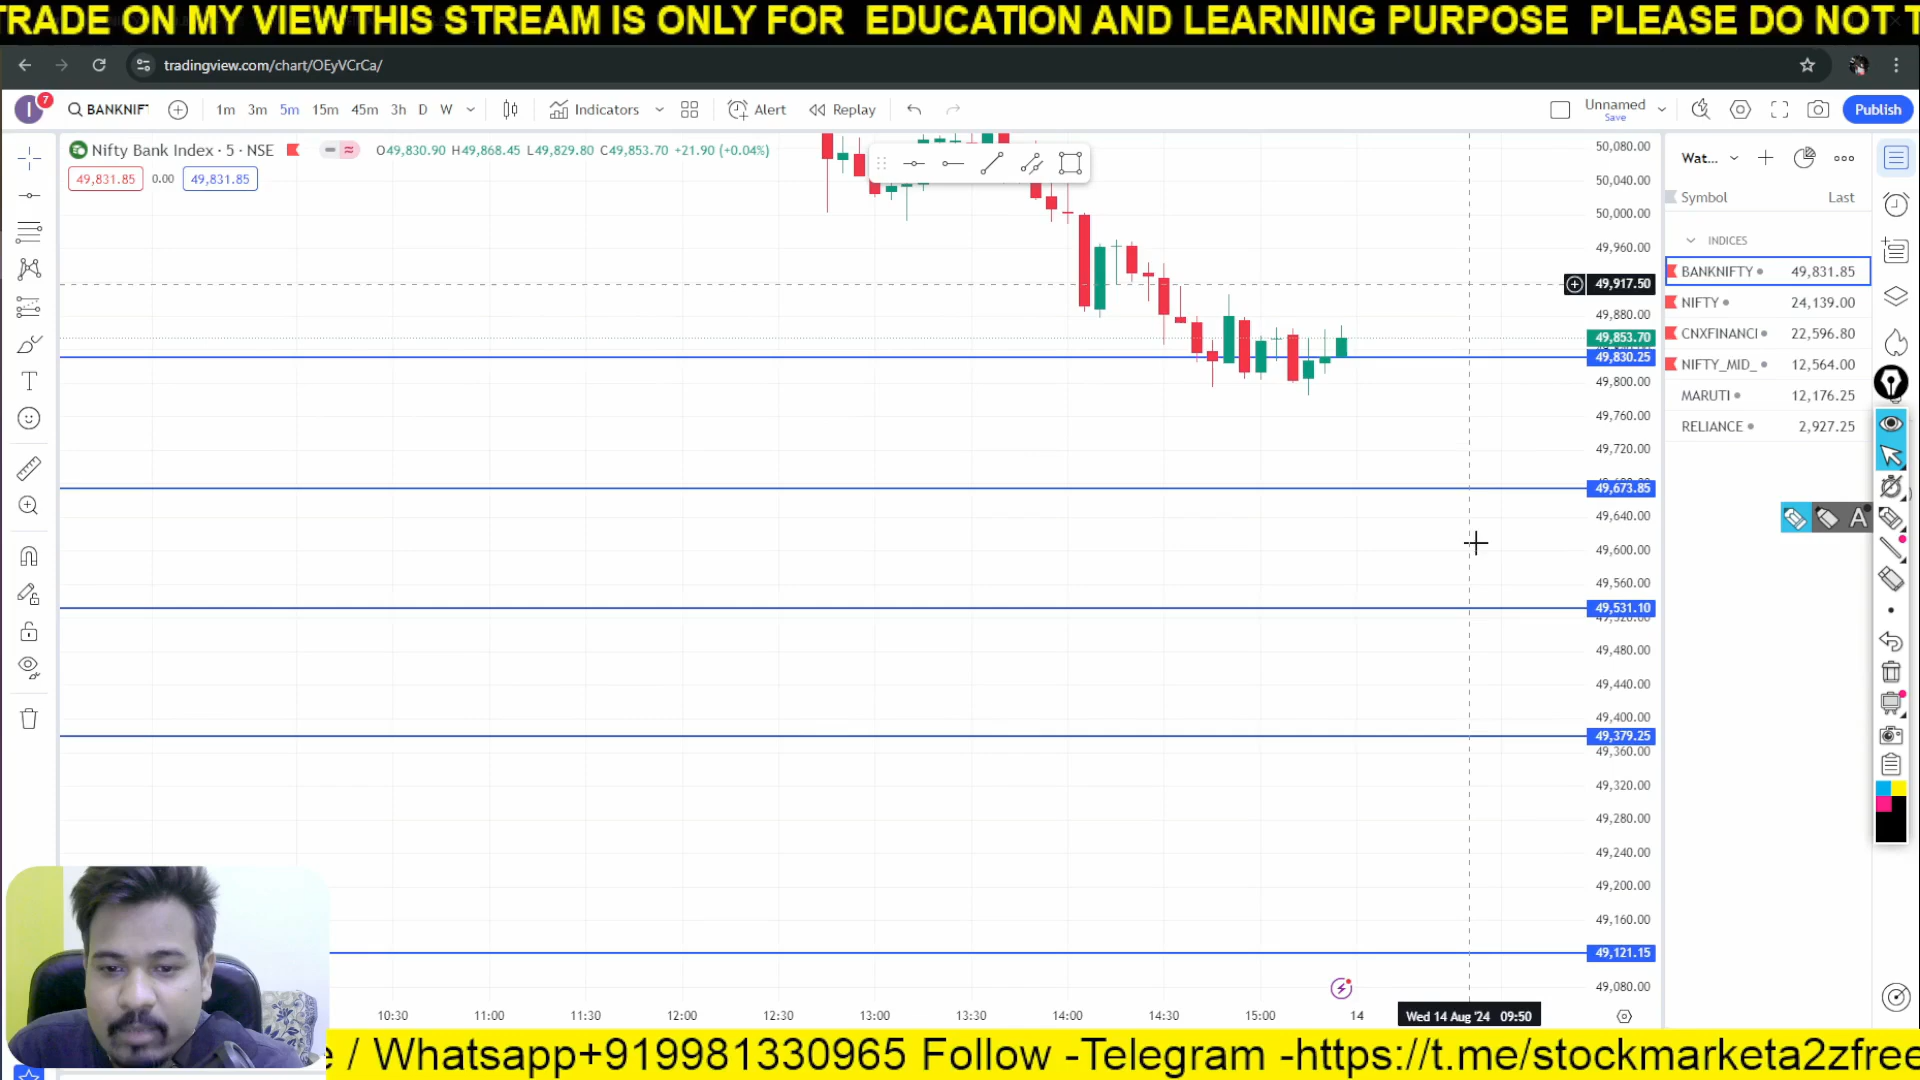 TRADE ON MY VIEWTHIS STREAM IS ONLY FOR EDUCATION AND LEARNING PURPOSE PLEASE DO NOT T
tradingview.com/chart/OEyVCrCa/
I 7 BANKNIF 1m 3m 5m 15m 45m 3h D W Indicators Alert Replay Unnamed Save Publish
Nifty Bank Index · 5 · NSE O49,830.90 H49,868.45 L49,829.80 C49,853.70 +21.90 (+0.04%)
49,831.85 0.00 49,831.85
50,080.00
50,040.00
50,000.00
49,960.00
49,917.50
49,880.00
49,853.70
49,830.25
49,800.00
49,760.00
49,720.00
49,673.85
49,640.00
49,600.00
49,560.00
49,531.10
49,520.00
49,480.00
49,440.00
49,400.00
49,379.25
49,360.00
49,320.00
49,280.00
49,240.00
49,200.00
49,160.00
49,121.15
49,080.00
Wat...
Symbol Last
INDICES
BANKNIFTY 49,831.85
NIFTY 24,139.00
CNXFINANCI 22,596.80
NIFTY_MID_ 12,564.00
MARUTI 12,176.25
RELIANCE 2,927.25
A
10:30 11:00 11:30 12:00 12:30 13:00 13:30 14:00 14:30 15:00 14 Wed 14 Aug '24 09:50
e / Whatsapp+919981330965 Follow -Telegram -https://t.me/stockmarketa2zfree